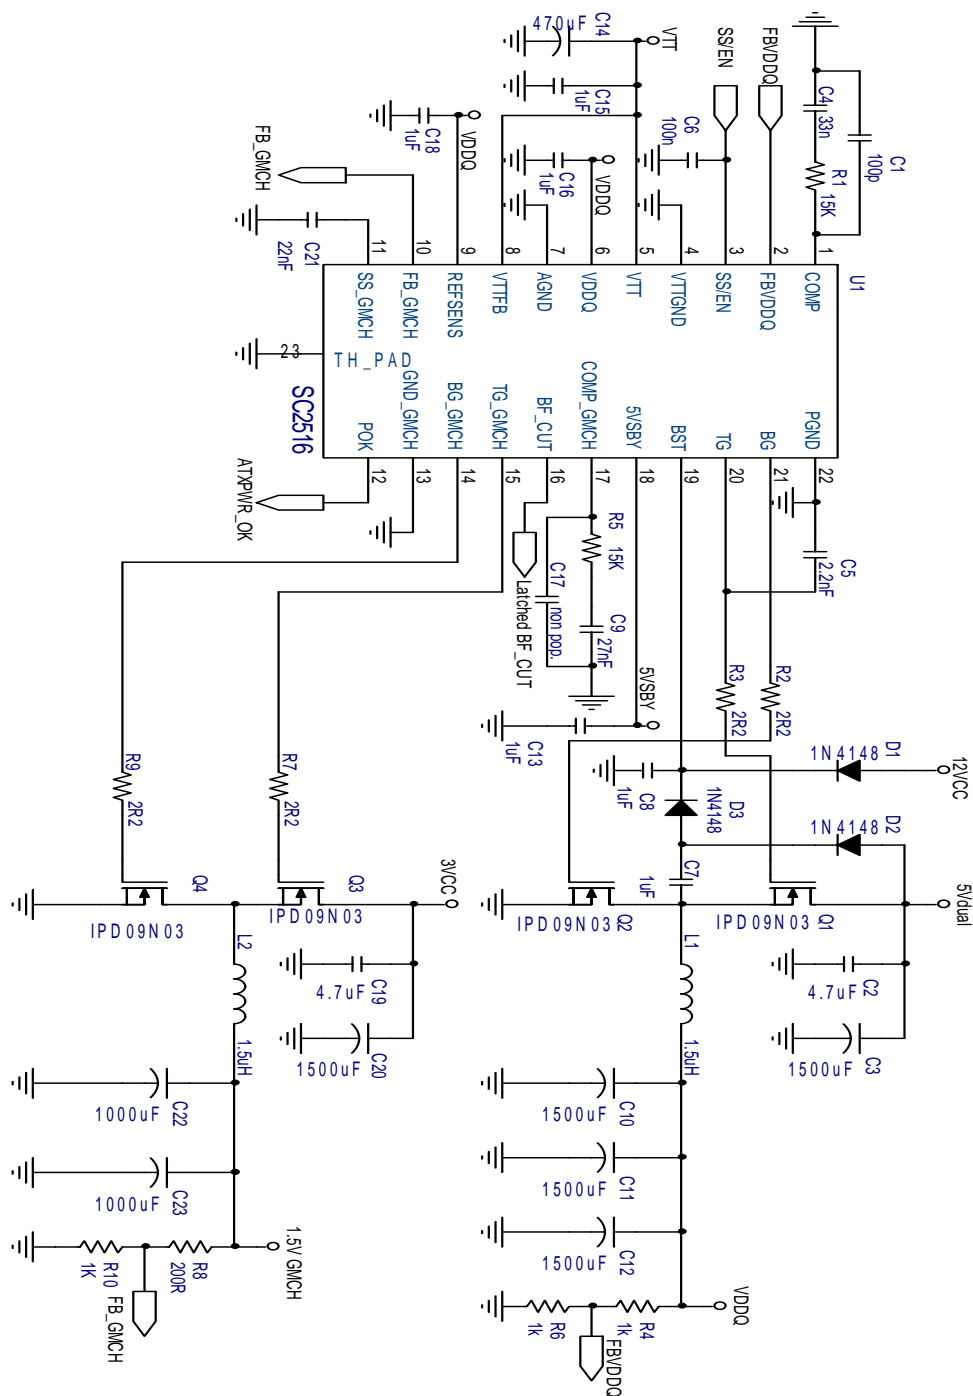 C14
470uF
VTT
SS/EN
FBVDDQ
C4
33n
C1
100p
R1
15K
C15
1uF
C6
100n
C18
1uF
VDDQ
C16
1uF
VDDQ
FB_GMCH
C21
22nF
11
10
9
8
7
6
5
4
3
2
1
U1
SS_GMCH
FB_GMCH
REFSENS
VTTFB
AGND
VDDQ
VTT
VTTGND
SS/EN
FBVDDQ
COMP
23
TH_PAD
SC2516
POK
GND_GMCH
BG_GMCH
TG_GMCH
BF_CUT
COMP_GMCH
5VSBY
BST
TG
BG
PGND
12
13
14
15
16
17
18
19
20
21
22
ATXPWR_OK
Latched BF_CUT
R5
15K
C17
non pop.
C9
27nF
C5
2.2nF
5VSBY
C13
1uF
R3
2R2
R2
2R2
R9
2R2
R7
2R2
C8
1uF
D3
1N4148
D1
1N4148
12VCC
D2
1N4148
C7
1uF
Q4
IPD09N03
Q3
IPD09N03
3VCC
Q2
IPD09N03
Q1
IPD09N03
5Vdual
L2
1.5uH
C19
4.7uF
C20
1500uF
L1
1.5uH
C2
4.7uF
C3
1500uF
C22
1000uF
C23
1000uF
C10
1500uF
C11
1500uF
C12
1500uF
R10
1K
R8
200R
1.5V GMCH
FB_GMCH
R6
1k
R4
1k
VDDQ
FBVDDQ